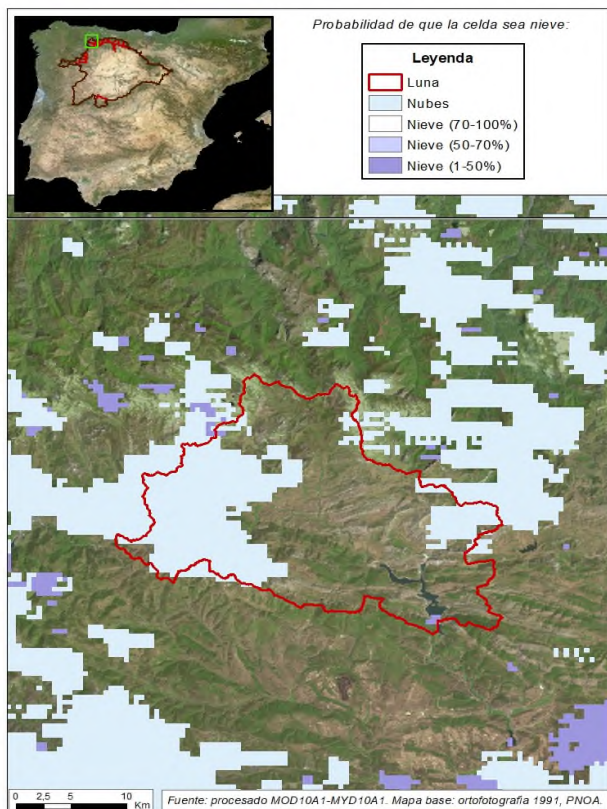 Probabilidad de que la celda sea nieve:
Leyenda
Luna
Nubes
Nieve (70-100%)
Nieve (50-70%)
Nieve (1-50%)
0 2,5 5 10
Km
Fuente: procesado MOD10A1-MYD10A1. Mapa base: ortofotografia 1991, PNOA